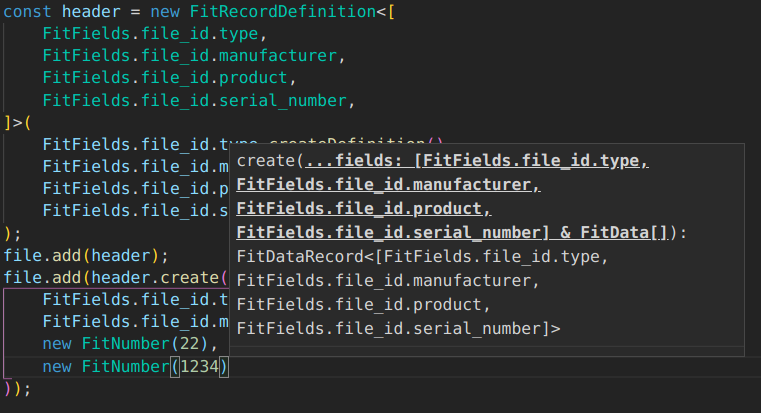 const header = new FitRecordDefinition<[
    FitFields.file_id.type,
    FitFields.file_id.manufacturer,
    FitFields.file_id.product,
    FitFields.file_id.serial_number,
]>(
    FitFields.file_id.type.createDefinition()
    FitFields.file_id.m
    FitFields.file_id.p
    FitFields.file_id.s
);
file.add(header);
file.add(header.create(
    FitFields.file_id.t
    FitFields.file_id.m
    new FitNumber(22),
    new FitNumber(1234)
));
create(...fields: [FitFields.file_id.type,
FitFields.file_id.manufacturer,
FitFields.file_id.product,
FitFields.file_id.serial_number] & FitData[]):
FitDataRecord<[FitFields.file_id.type,
FitFields.file_id.manufacturer,
FitFields.file_id.product,
FitFields.file_id.serial_number]>